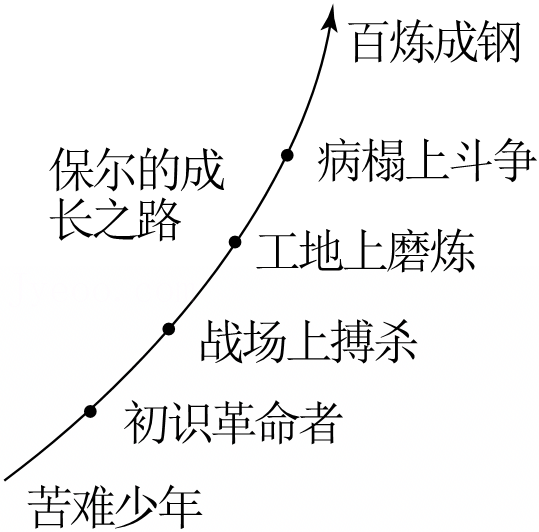 百炼成钢
病榻上斗争
保尔的成
长之路
工地上磨炼
战场上搏杀
初识革命者
苦难少年